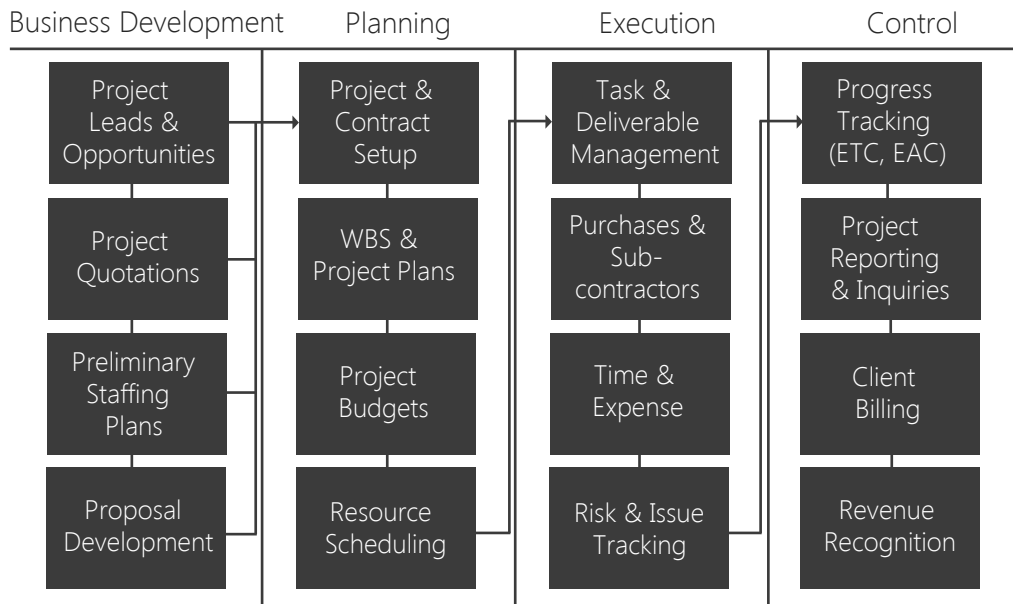 Business Development
Planning
Execution
Control
Project
Leads &
Opportunities
Project &
Contract
Setup
Task &
Deliverable
Management
Progress
Tracking
(ETC, EAC)
Project
Quotations
WBS &
Project Plans
Purchases &
Sub-
contractors
Project
Reporting
& Inquiries
Preliminary
Staffing
Plans
Project
Budgets
Time &
Expense
Client
Billing
Proposal
Development
Resource
Scheduling
Risk & Issue
Tracking
Revenue
Recognition